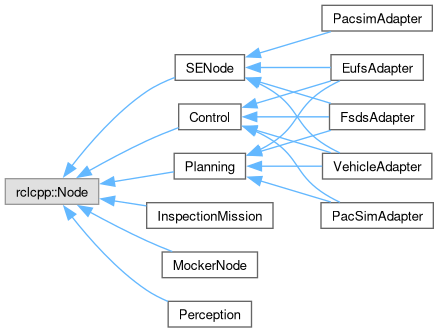 rclcpp::Node
SENode
Control
Planning
InspectionMission
MockerNode
Perception
PacsimAdapter
EufsAdapter
FsdsAdapter
VehicleAdapter
PacSimAdapter